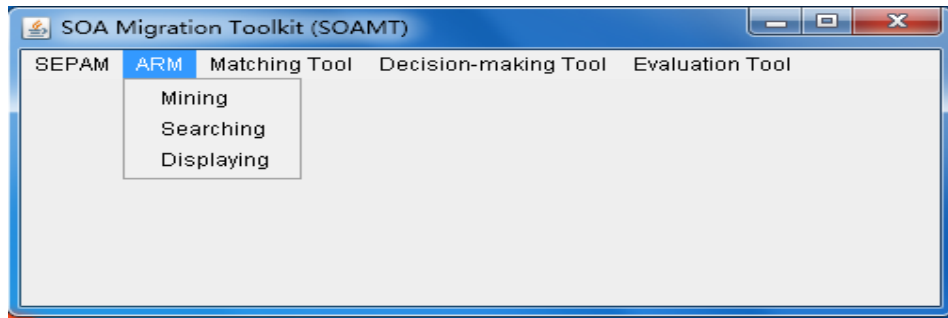 SOA Migration Toolkit (SOAMT)
SEPAM ARM Matching Tool Decision-making Tool Evaluation Tool
Mining
Searching
Displaying